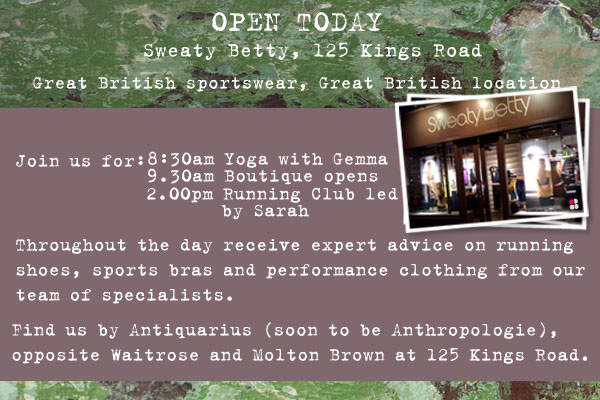 OPEN TODAY
Sweaty Betty, 125 Kings Road
Great British sportswear, Great British location
sweaty Betty
Join us for:8:30am Yoga with Gemma
9.30am Boutique opens
2.00pm Running Club led
by Sarah
Throughout the day receive expert advice on running
shoes, sports bras and performance clothing from our
team of specialists.
Find us by Antiquarius (soon to be Anthropologie),
opposite Waitrose and Molton Brown at 125 Kings Road.